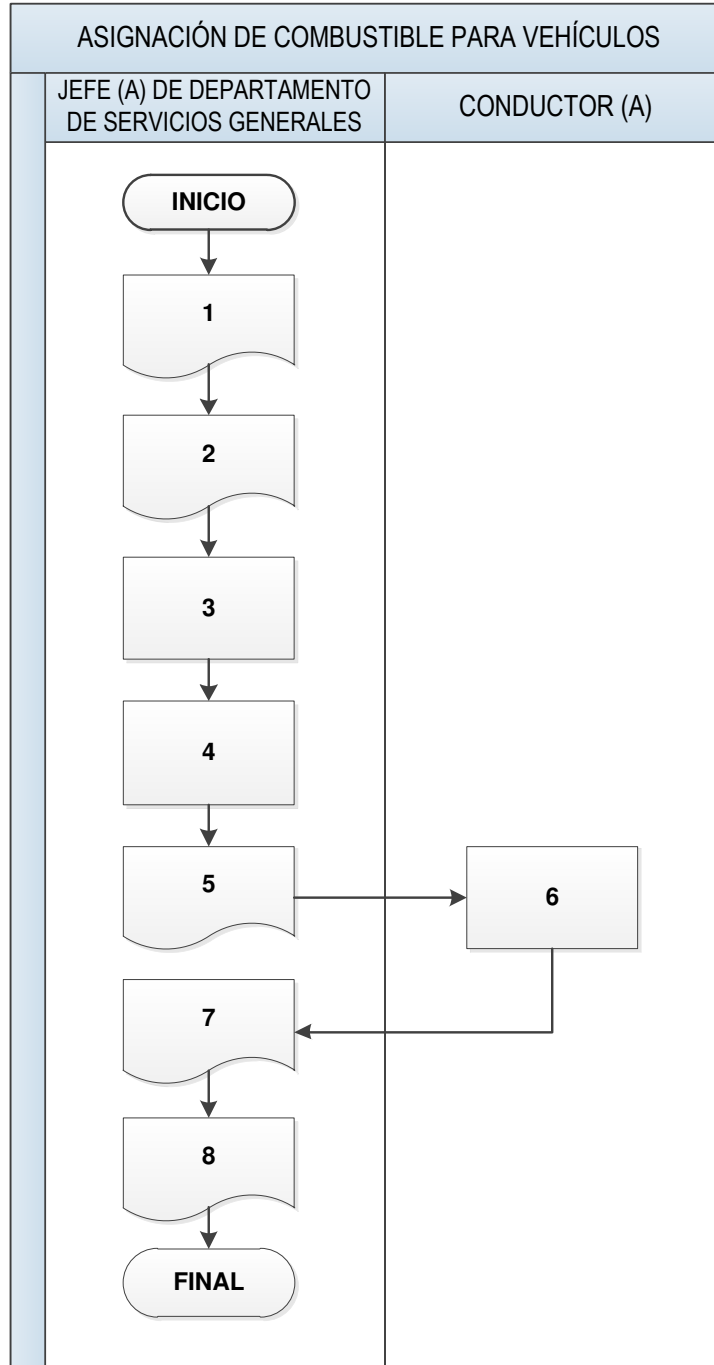 ASIGNACIÓN DE COMBUSTIBLE PARA VEHÍCULOS
JEFE (A) DE DEPARTAMENTO
DE SERVICIOS GENERALES
CONDUCTOR (A)
INICIO
1
2
3
4
5
6
7
8
FINAL